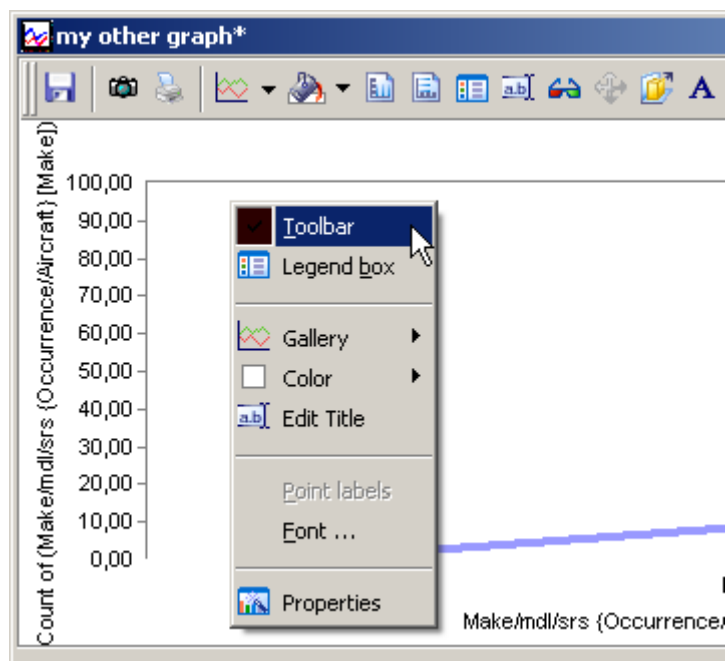 my other graph*
a.b
A
Count of (Make/mdl/srs {Occurrence/Aircraft} [Make])
100,00
90,00
80,00
70,00
60,00
50,00
40,00
30,00
20,00
10,00
0,00
Toolbar
Legend box
Gallery
Color
a.b
Edit Title
Point labels
Font ...
Properties
Make/mdl/srs {Occurrence/